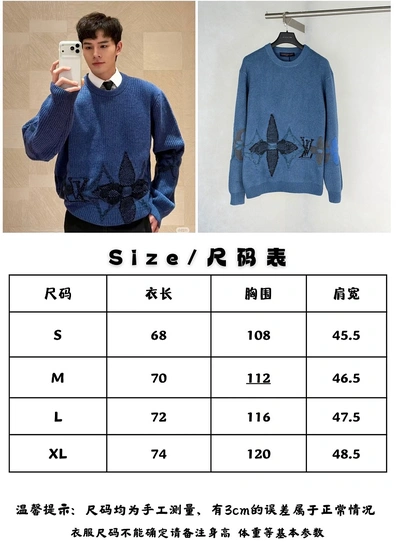 LV
LV
Size/尺码表
尺码 衣长 胸围 肩宽
S 68 108 45.5
M 70 112 46.5
L 72 116 47.5
XL 74 120 48.5
温馨提示：尺码均为手工测量、有3cm的误差属于正常情况
衣服尺码不能确定请备注身高 体重等基本参数